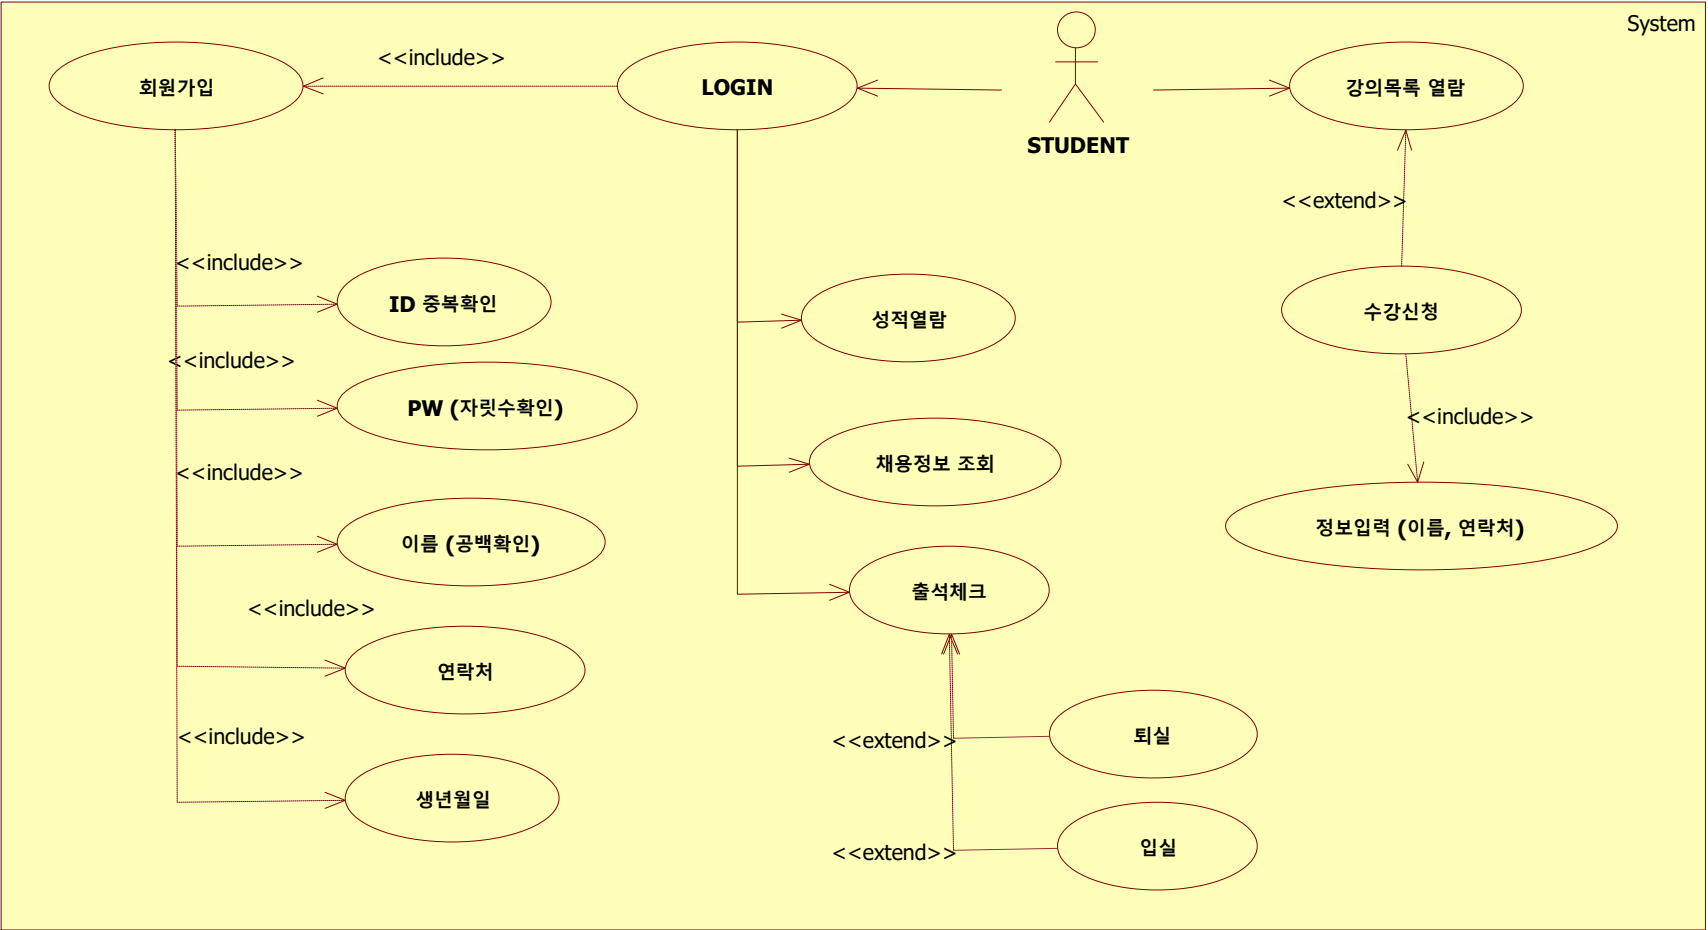 System
<<include>>
회원가입
LOGIN
강의목록 열람
STUDENT
<<extend>>
<<include>>
ID 중복확인
성적열람
수강신청
<<include>>
PW (자릿수확인)
<<include>>
<<include>>
채용정보 조회
이름 (공백확인)
정보입력 (이름, 연락처)
출석체크
<<include>>
연락처
<<include>>
<<extend>>
퇴실
생년월일
<<extend>>
입실